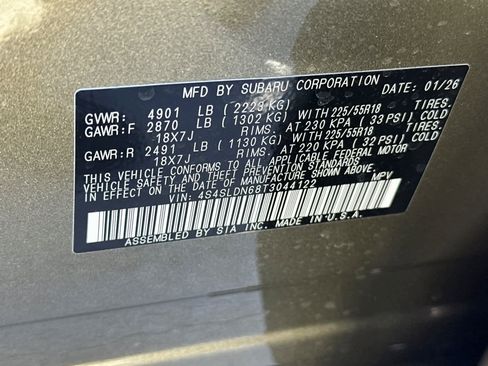 MFD BY SUBARU CORPORATION DATE: 01/26
GVWR: 4901 LB (2223 KG)
GAWR:F 2870 LB (1302 KG) WITH 225/55R18 TIRES.
18X7J RIMS. AT 230 KPA (33 PSI) COLD
GAWR:R 2491 LB (1130 KG) WITH 225/55R18 TIRES.
18X7J RIMS. AT 220 KPA (32 PSI) COLD
THIS VEHICLE CONFORMS TO ALL APPLICABLE U.S. FEDERAL MOTOR
VEHICLE SAFETY AND BUMPER STANDARDS
IN EFFECT ON THE DATE OF MANUFACTURE SHOWN ABOVE.
VIN: 4S4SLDN68T3044122 MPV
ASSEMBLED BY SIA INC. MADE IN U.S.A.